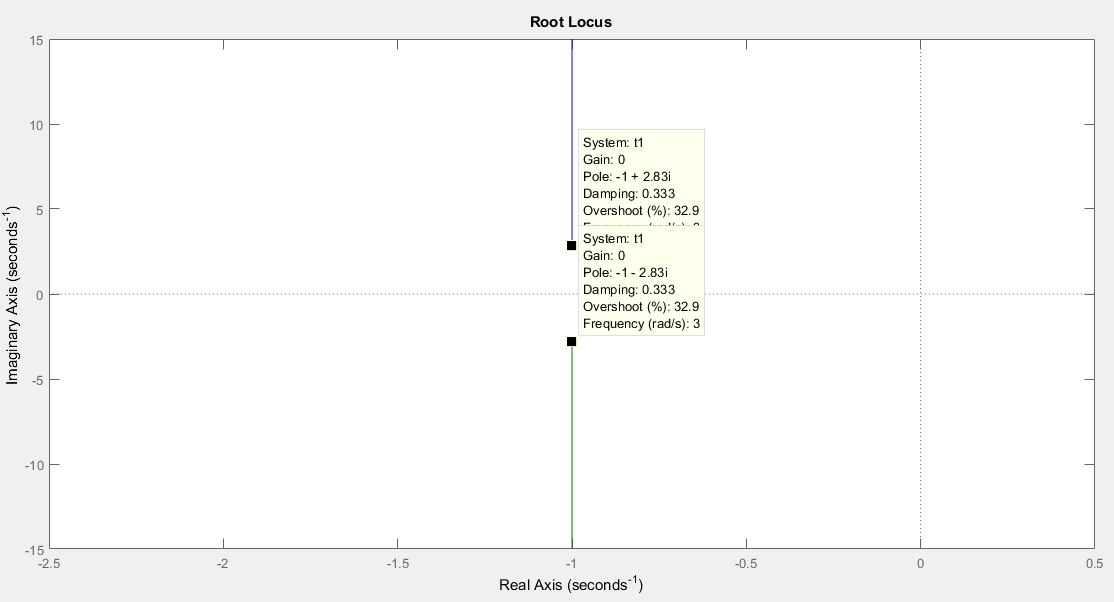 Root Locus
15
10
5
0
-5
-10
-15
Imaginary Axis (seconds-1)
System: t1
Gain: 0
Pole: -1 + 2.83i
Damping: 0.333
Overshoot (%): 32.9
System: t1
Gain: 0
Pole: -1 - 2.83i
Damping: 0.333
Overshoot (%): 32.9
Frequency (rad/s): 3
-2.5 -2 -1.5 -1 -0.5 0 0.5
Real Axis (seconds-1)